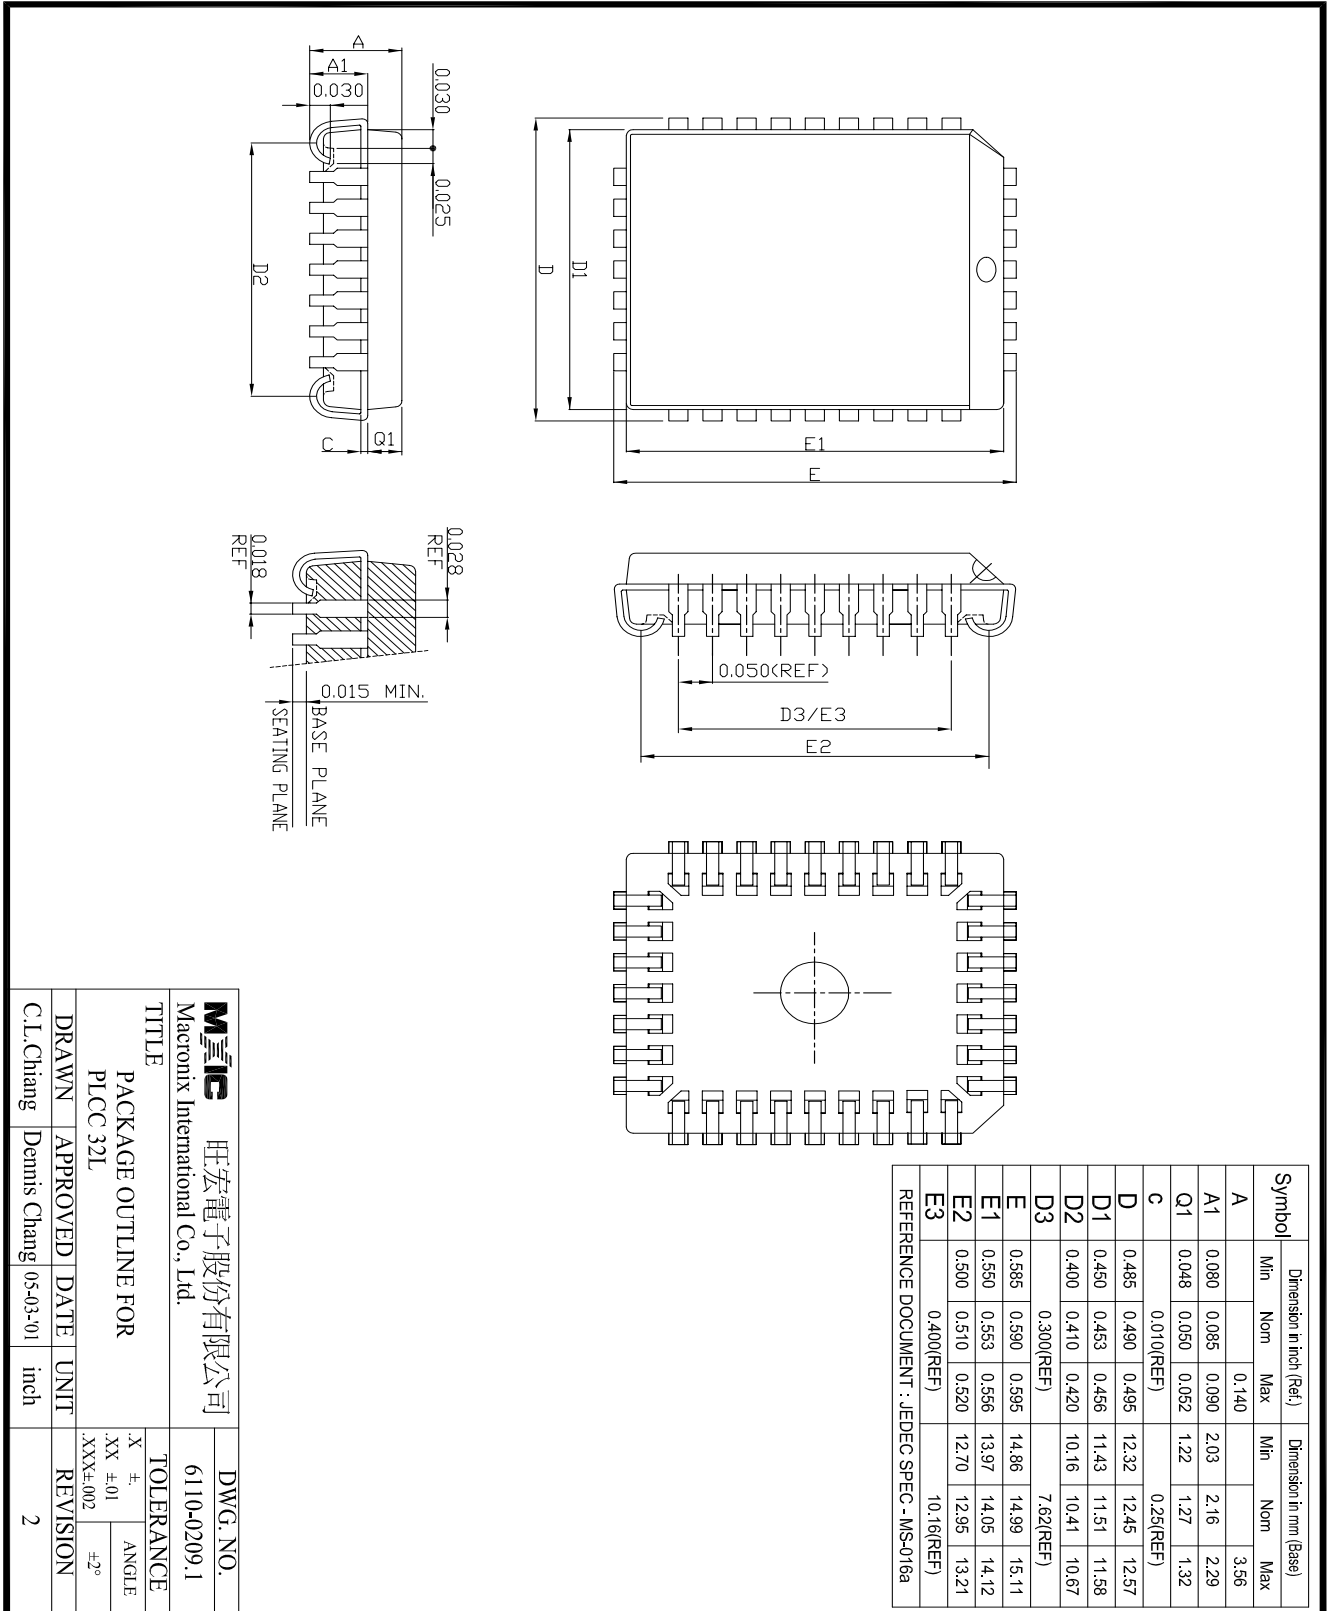 A
A1
0.030
0.030
0.025
D2
C
Q1
D
D1
E1
E
0.028
REF
0.018
REF
0.015 MIN.
BASE PLANE
SEATING PLANE
0.050(REF)
D3/E3
E2
Symbol Dimension in inch (Ref.) Dimension in mm (Base)
Min Nom Max Min Nom Max
A 0.140 3.56
A1 0.080 0.085 0.090 2.03 2.16 2.29
Q1 0.048 0.050 0.052 1.22 1.27 1.32
c 0.010(REF) 0.25(REF)
D 0.485 0.490 0.495 12.32 12.45 12.57
D1 0.450 0.453 0.456 11.43 11.51 11.58
D2 0.400 0.410 0.420 10.16 10.41 10.67
D3 0.300(REF) 7.62(REF)
E 0.585 0.590 0.595 14.86 14.99 15.11
E1 0.550 0.553 0.556 13.97 14.05 14.12
E2 0.500 0.510 0.520 12.70 12.95 13.21
E3 0.400(REF) 10.16(REF)
REFERENCE DOCUMENT : JEDEC SPEC - MS-016a
MXIC 旺宏電子股份有限公司
Macronix International Co., Ltd.
DWG. NO.
6110-0209.1
TITLE
PACKAGE OUTLINE FOR
PLCC 32L
TOLERANCE
.X ±.
.XX ±.01
.XXX±.002
ANGLE
±2°
DRAWN APPROVED DATE UNIT REVISION
C.L.Chiang Dennis Chang 05-03-'01 inch 2